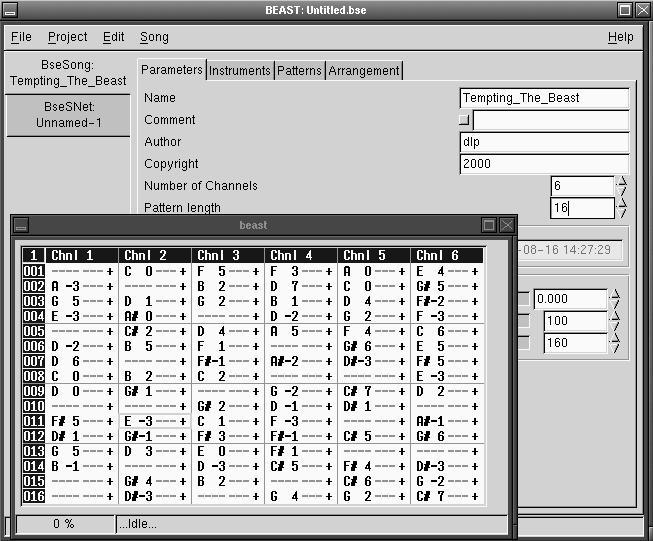 BEAST: Untitled.bse
File Project Edit Song Help
BseSong:
Tempting_The_Beast
BseSNet:
Unnamed-1
Parameters Instruments Patterns Arrangement
Name Tempting_The_Beast
Comment
Author dlp
Copyright 2000
Number of Channels 6
Pattern length 16
-08-16 14:27:29
0.000
100
160
beast
1 Chnl 1 Chnl 2 Chnl 3 Chnl 4 Chnl 5 Chnl 6
001 --- --- --- + C 0 --- + F 5 --- + F 3 --- + A 0 --- + E 4 --- +
002 A -3 --- + --- --- --- + B 2 --- + D 7 --- + C 0 --- + G# 5 --- +
003 G 5 --- + D 1 --- + G 2 --- + B 1 --- + D 4 --- + F#-2 --- +
004 E -3 --- + A# 0 --- + --- --- --- + D -2 --- + G 2 --- + F -3 --- +
005 --- --- --- + C# 2 --- + D 4 --- + A 5 --- + F 4 --- + C 6 --- +
006 D -2 --- + B 5 --- + F 1 --- + --- --- --- + G# 6 --- + E 5 --- +
007 D 6 --- + --- --- --- + F#-1 --- + A#-2 --- + D#-3 --- + F# 5 --- +
008 C 0 --- + B 2 --- + C 2 --- + --- --- --- + --- --- --- + E -3 --- +
009 D 0 --- + G# 1 --- + --- --- --- + G -2 --- + C# 7 --- + D 2 --- +
010 --- --- --- + --- --- --- + G# 2 --- + D -1 --- + D# 1 --- + --- --- --- +
011 F# 5 --- + E -3 --- + C 1 --- + F -3 --- + --- --- --- + A#-1 --- +
012 D# 1 --- + G#-1 --- + F# 3 --- + F#-1 --- + C# 5 --- + G# 6 --- +
013 G 5 --- + D 3 --- + E 0 --- + F# 1 --- + --- --- --- + --- --- --- +
014 B -1 --- + --- --- --- + D -3 --- + C# 5 --- + F# 4 --- + D#-3 --- +
015 --- --- --- + G# 4 --- + B 2 --- + --- --- --- + C# 6 --- + G -2 --- +
016 --- --- --- + D#-3 --- + --- --- --- + G 4 --- + G 2 --- + C# 7 --- +
0 % ...Idle...